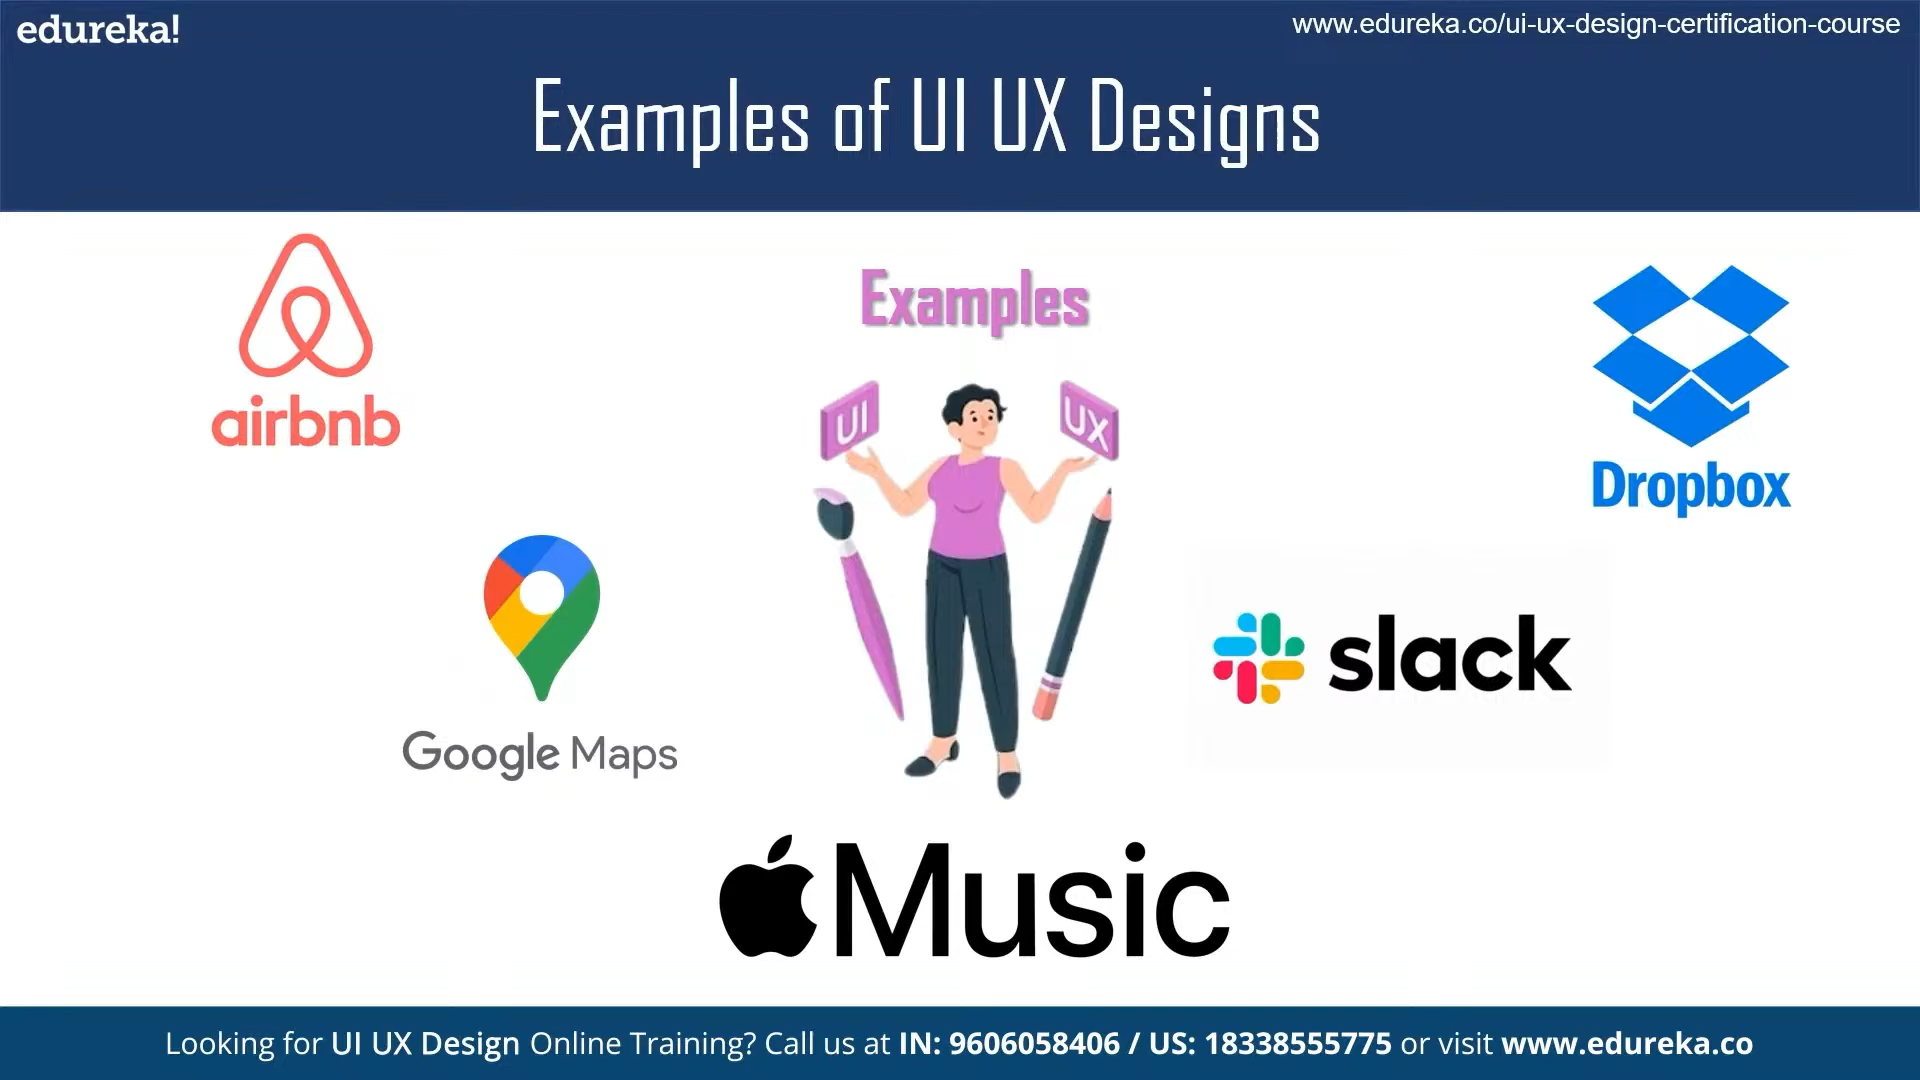 edureka!
www.edureka.co/ui-ux-design-certification-course
Examples of UI UX Designs
Examples
airbnb
UI
UX
Dropbox
Google Maps
slack
Music
Looking for UI UX Design Online Training? Call us at IN: 9606058406 / US: 18338555775 or visit www.edureka.co